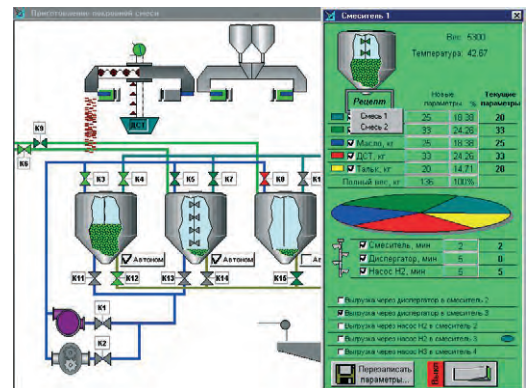 Приготовление
смеси
Смеситель 1
Вес: 5300
Температура: 42.67
Рецепт
Новые параметры % Текущие параметры
Смесь 1 25 18.38 20
Смесь 2 33 24.26 33
Масло, кг 25 18.38 25
ДСТ, кг 33 24.26 33
Тальк, кг 20 14.71 20
Полный вес, кг 136 100%
ДСТ
К9
К6
К3
К4
К5
К7
К8
Автоном
Автоном
К11
К12
К13
К14
К15
К1
К2
Смеситель, мин 2 2
Диспергатор, мин 5 0
Насос Н2, мин 5 5
Выгрузка через диспергатор в смеситель 2
Выгрузка через диспергатор в смеситель 3
Выгрузка через насос Н2 в смеситель 2
Выгрузка через насос Н2 в смеситель 3
Выгрузка через насос Н3 в смеситель 4
Перезаписать
параметры...
Выкл